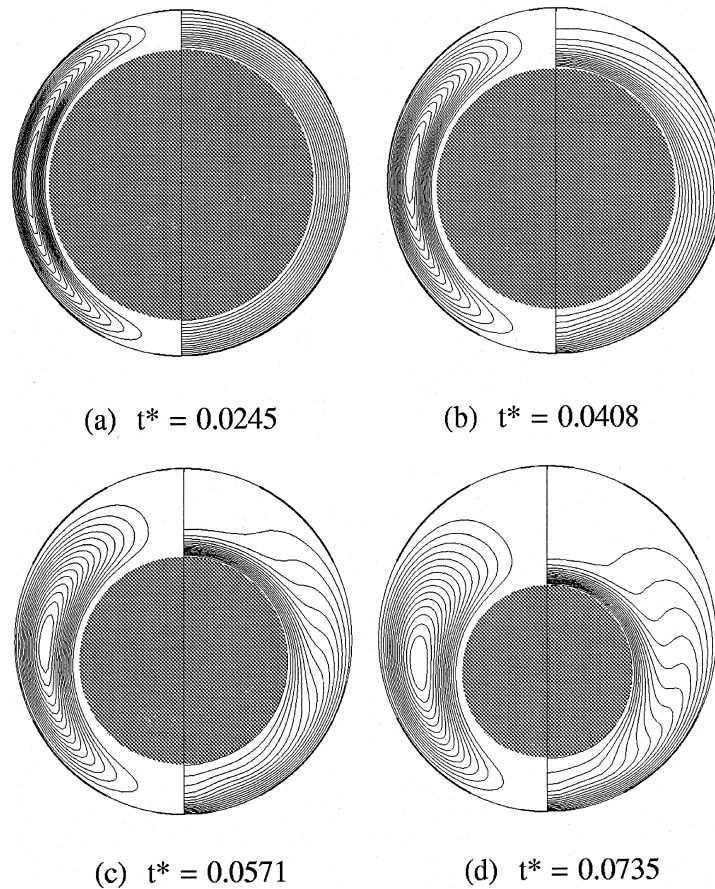 (a) t* = 0.0245
(b) t* = 0.0408
(c) t* = 0.0571
(d) t* = 0.0735